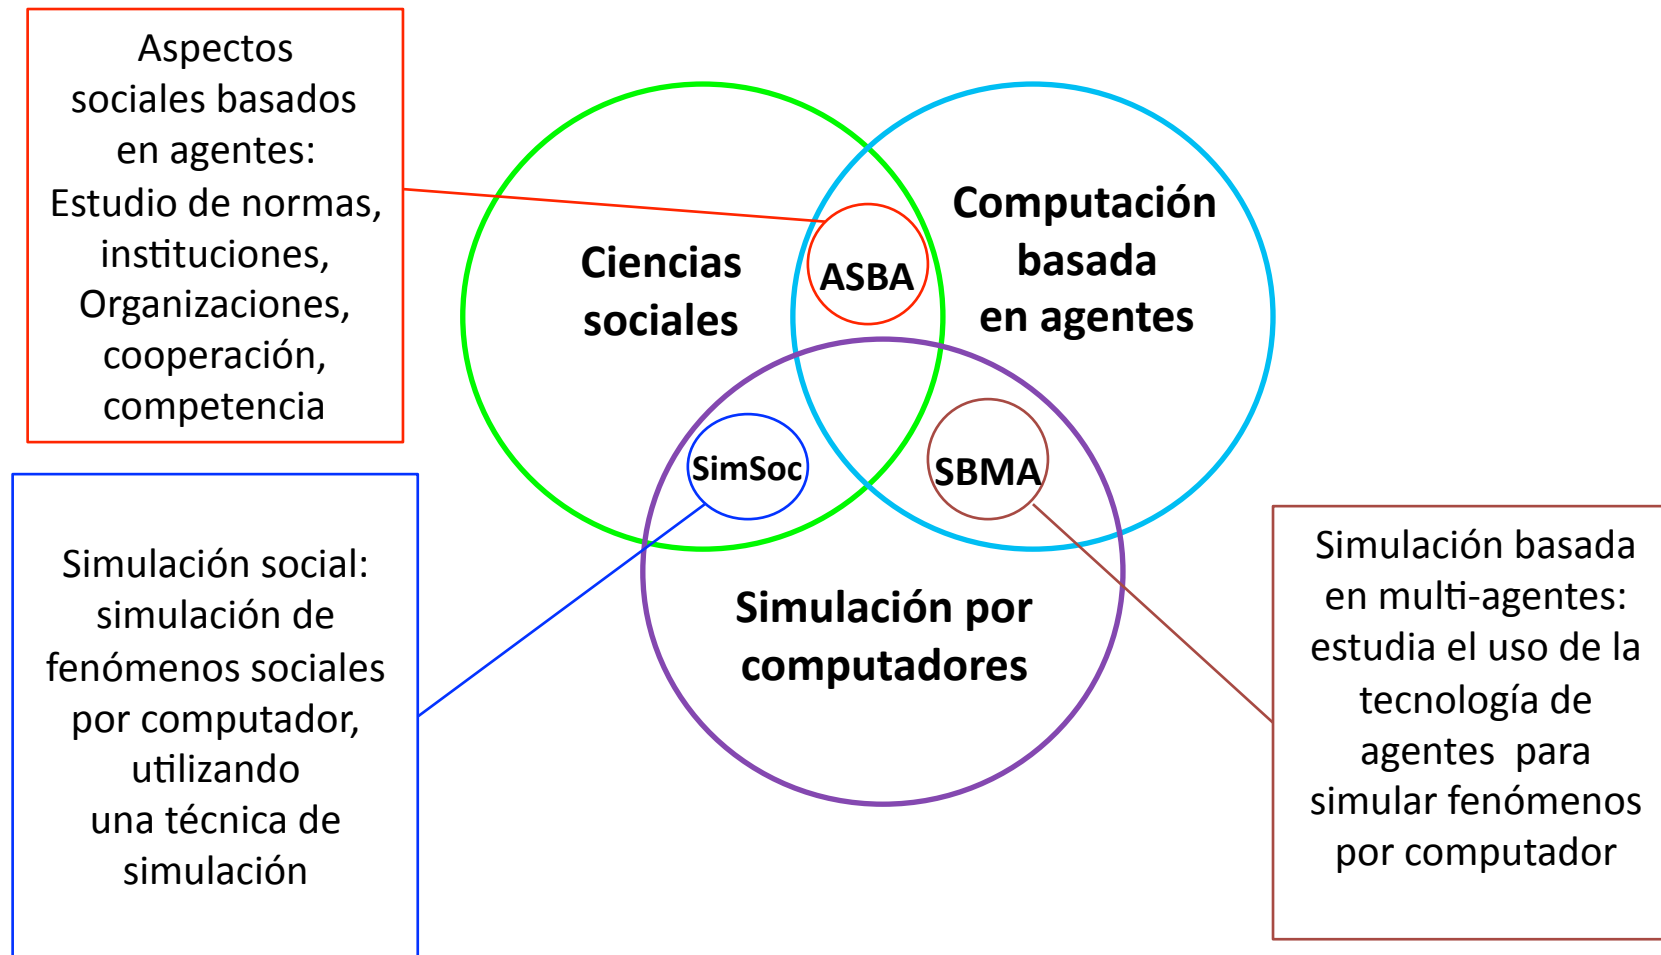 Aspectos
sociales basados
en agentes:
Estudio de normas,
instituciones,
Organizaciones,
cooperación,
competencia
Ciencias
sociales
ASBA
Computación
basada
en agentes
SimSoc
SBMA
Simulación por
computadores
Simulación social:
simulación de
fenómenos sociales
por computador,
utilizando
una técnica de
simulación
Simulación basada
en multi-agentes:
estudia el uso de la
tecnología de
agentes para
simular fenómenos
por computador